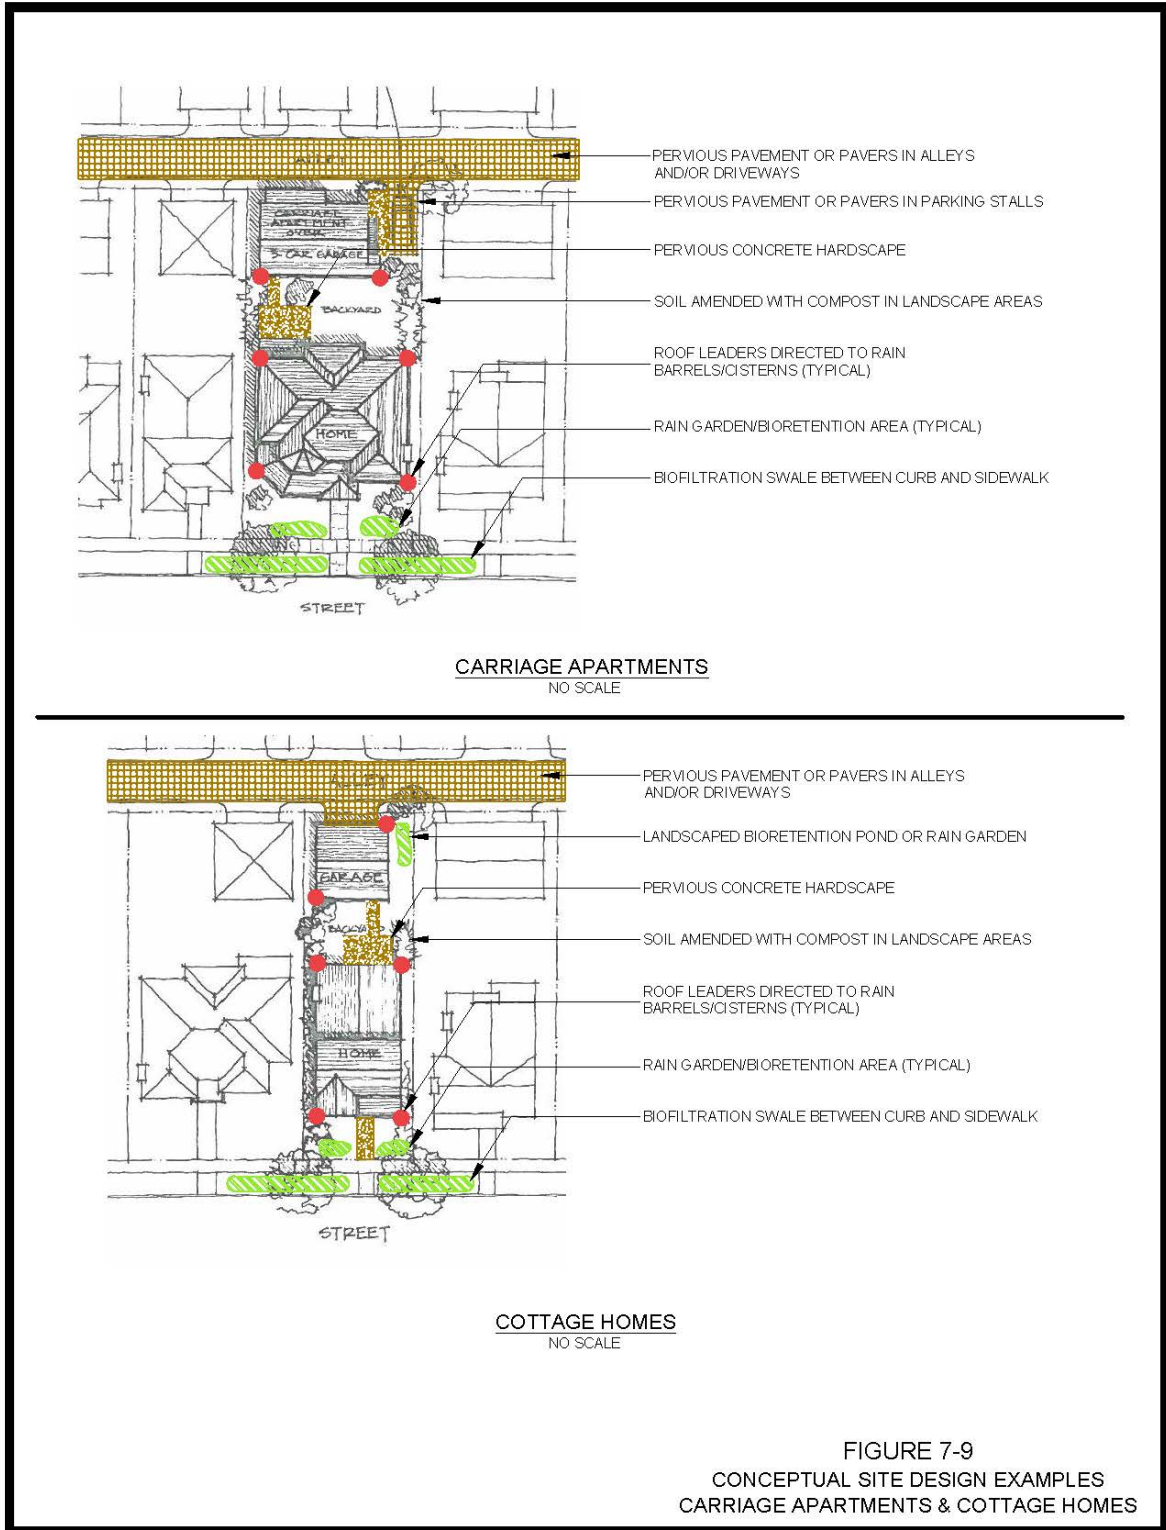 ALLEY
PERVIOUS PAVEMENT OR PAVERS IN ALLEYS
AND/OR DRIVEWAYS
PERVIOUS PAVEMENT OR PAVERS IN PARKING STALLS
CARRIAGE
APARTMENT
OVER
3-CAR GARAGE
PERVIOUS CONCRETE HARDSCAPE
SOIL AMENDED WITH COMPOST IN LANDSCAPE AREAS
BACKYARD
ROOF LEADERS DIRECTED TO RAIN
BARRELS/CISTERNS (TYPICAL)
RAIN GARDEN/BIORETENTION AREA (TYPICAL)
HOME
BIOFILTRATION SWALE BETWEEN CURB AND SIDEWALK
STREET
CARRIAGE APARTMENTS
NO SCALE
ALLEY
PERVIOUS PAVEMENT OR PAVERS IN ALLEYS
AND/OR DRIVEWAYS
LANDSCAPED BIORETENTION POND OR RAIN GARDEN
GARAGE
PERVIOUS CONCRETE HARDSCAPE
BACKYARD
SOIL AMENDED WITH COMPOST IN LANDSCAPE AREAS
ROOF LEADERS DIRECTED TO RAIN
BARRELS/CISTERNS (TYPICAL)
HOME
RAIN GARDEN/BIORETENTION AREA (TYPICAL)
BIOFILTRATION SWALE BETWEEN CURB AND SIDEWALK
STREET
COTTAGE HOMES
NO SCALE
FIGURE 7-9
CONCEPTUAL SITE DESIGN EXAMPLES
CARRIAGE APARTMENTS & COTTAGE HOMES